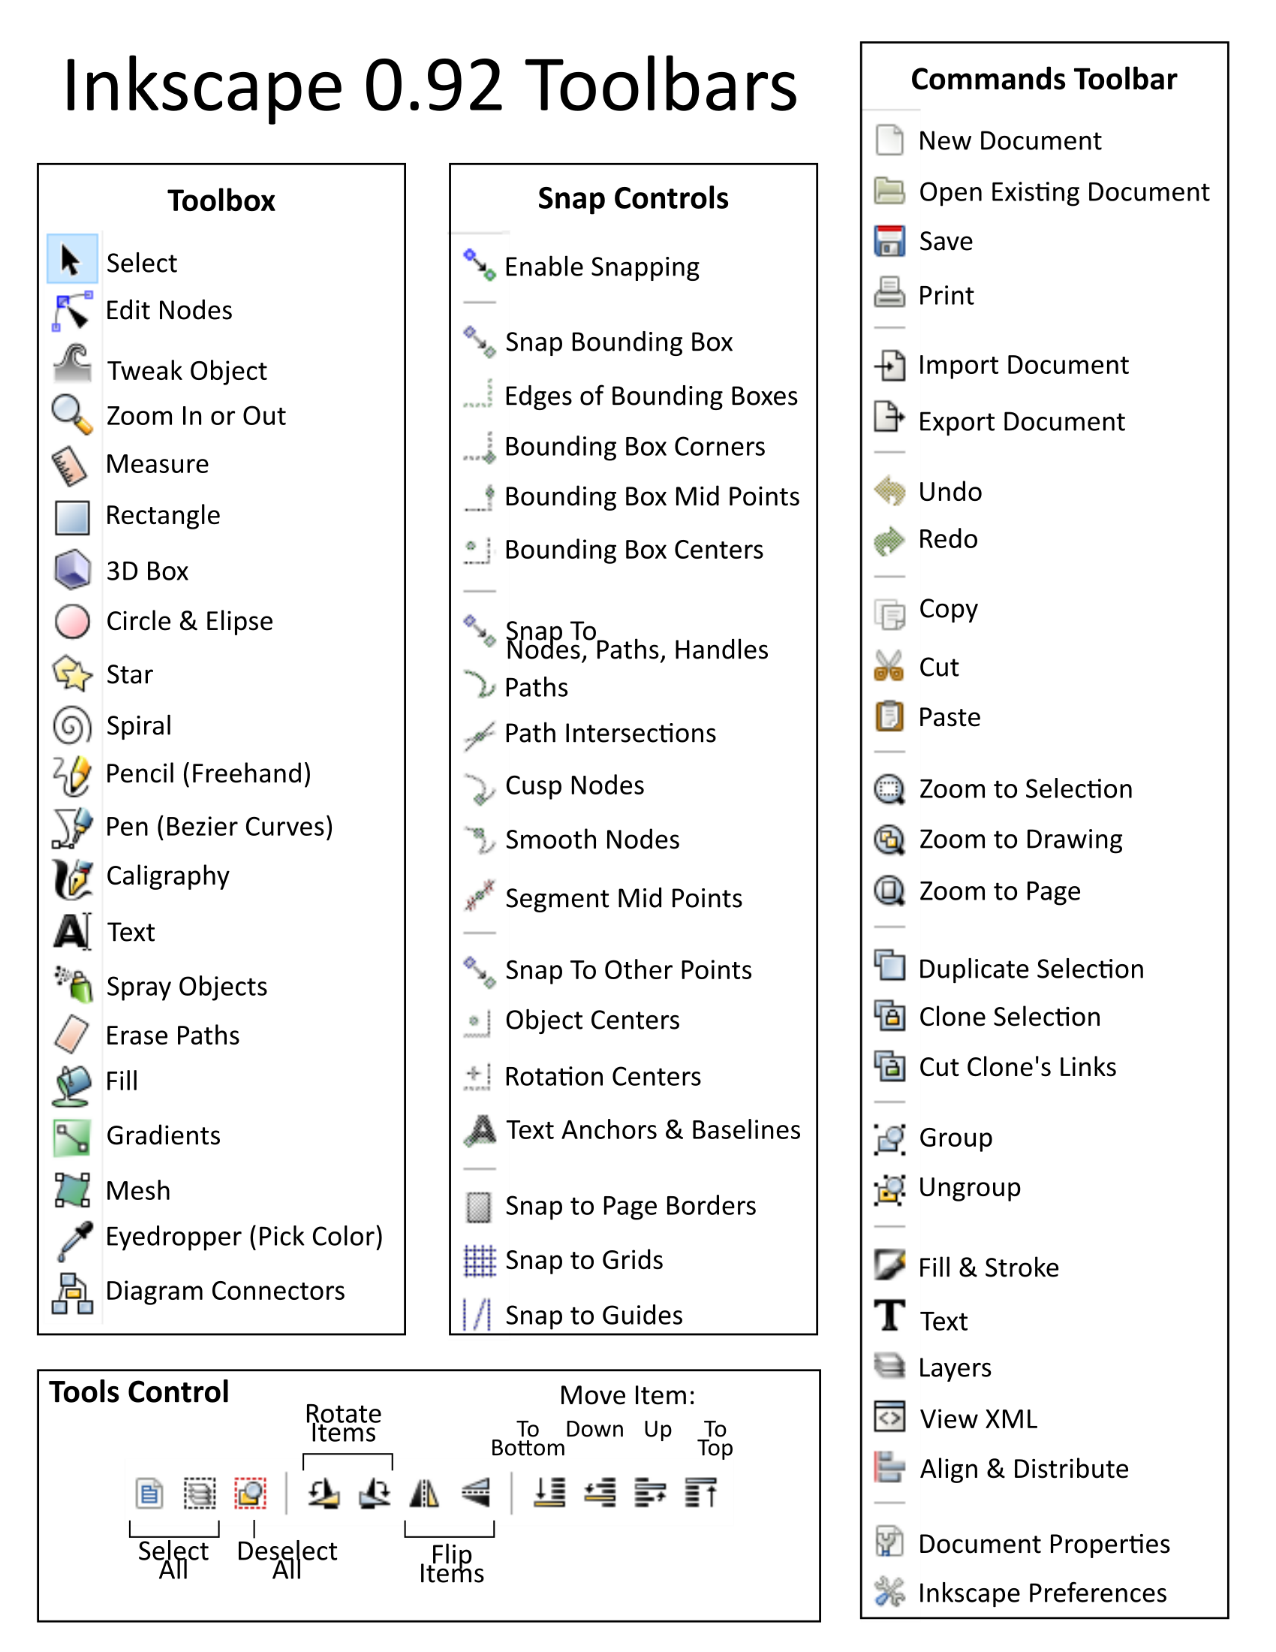 Inkscape 0.92 Toolbars
Toolbox
Select
Edit Nodes
Tweak Object
Zoom In or Out
Measure
Rectangle
3D Box
Circle & Elipse
Star
Spiral
Pencil (Freehand)
Pen (Bezier Curves)
Caligraphy
Text
Spray Objects
Erase Paths
Fill
Gradients
Mesh
Eyedropper (Pick Color)
Diagram Connectors
Snap Controls
Enable Snapping
Snap Bounding Box
Edges of Bounding Boxes
Bounding Box Corners
Bounding Box Mid Points
Bounding Box Centers
Snap To
Nodes, Paths, Handles
Paths
Path Intersections
Cusp Nodes
Smooth Nodes
Segment Mid Points
Snap To Other Points
Object Centers
Rotation Centers
Text Anchors & Baselines
Snap to Page Borders
Snap to Grids
Snap to Guides
Commands Toolbar
New Document
Open Existing Document
Save
Print
Import Document
Export Document
Undo
Redo
Copy
Cut
Paste
Zoom to Selection
Zoom to Drawing
Zoom to Page
Duplicate Selection
Clone Selection
Cut Clone's Links
Group
Ungroup
Fill & Stroke
Text
Layers
View XML
Align & Distribute
Document Properties
Inkscape Preferences
Tools Control
Rotate
Items
Move Item:
To
Bottom
Down
Up
To
Top
Select
All
Deselect
All
Flip
Items